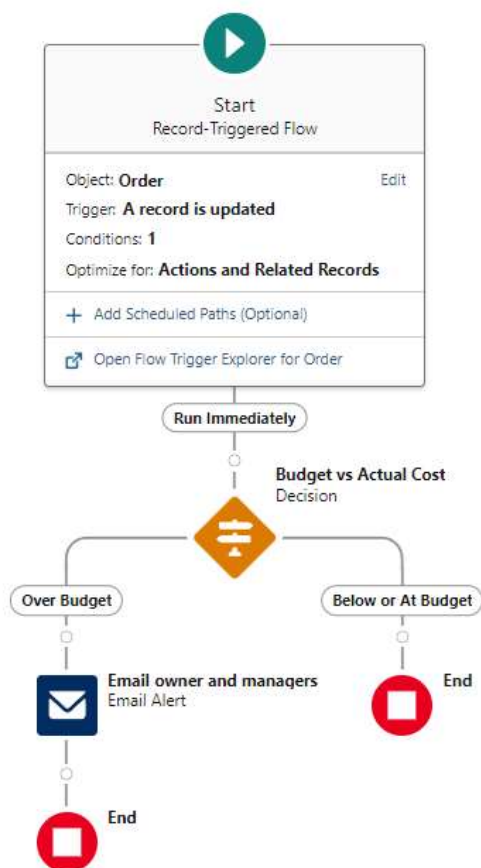 Start
Record-Triggered Flow
Object: Order Edit
Trigger: A record is updated
Conditions: 1
Optimize for: Actions and Related Records
+ Add Scheduled Paths (Optional)
Open Flow Trigger Explorer for Order
Run Immediately
Budget vs Actual Cost
Decision
Over Budget
Below or At Budget
Email owner and managers
Email Alert
End
End